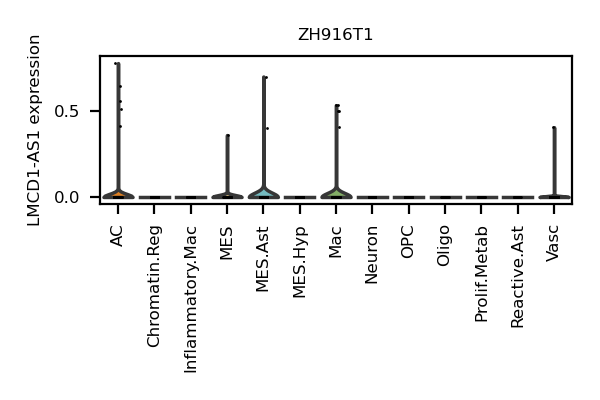 ZH916T1
LMCD1-AS1 expression
0.5
0.0
AC
Chromatin.Reg
Inflammatory.Mac
MES
MES.Ast
MES.Hyp
Mac
Neuron
OPC
Oligo
Prolif.Metab
Reactive.Ast
Vasc